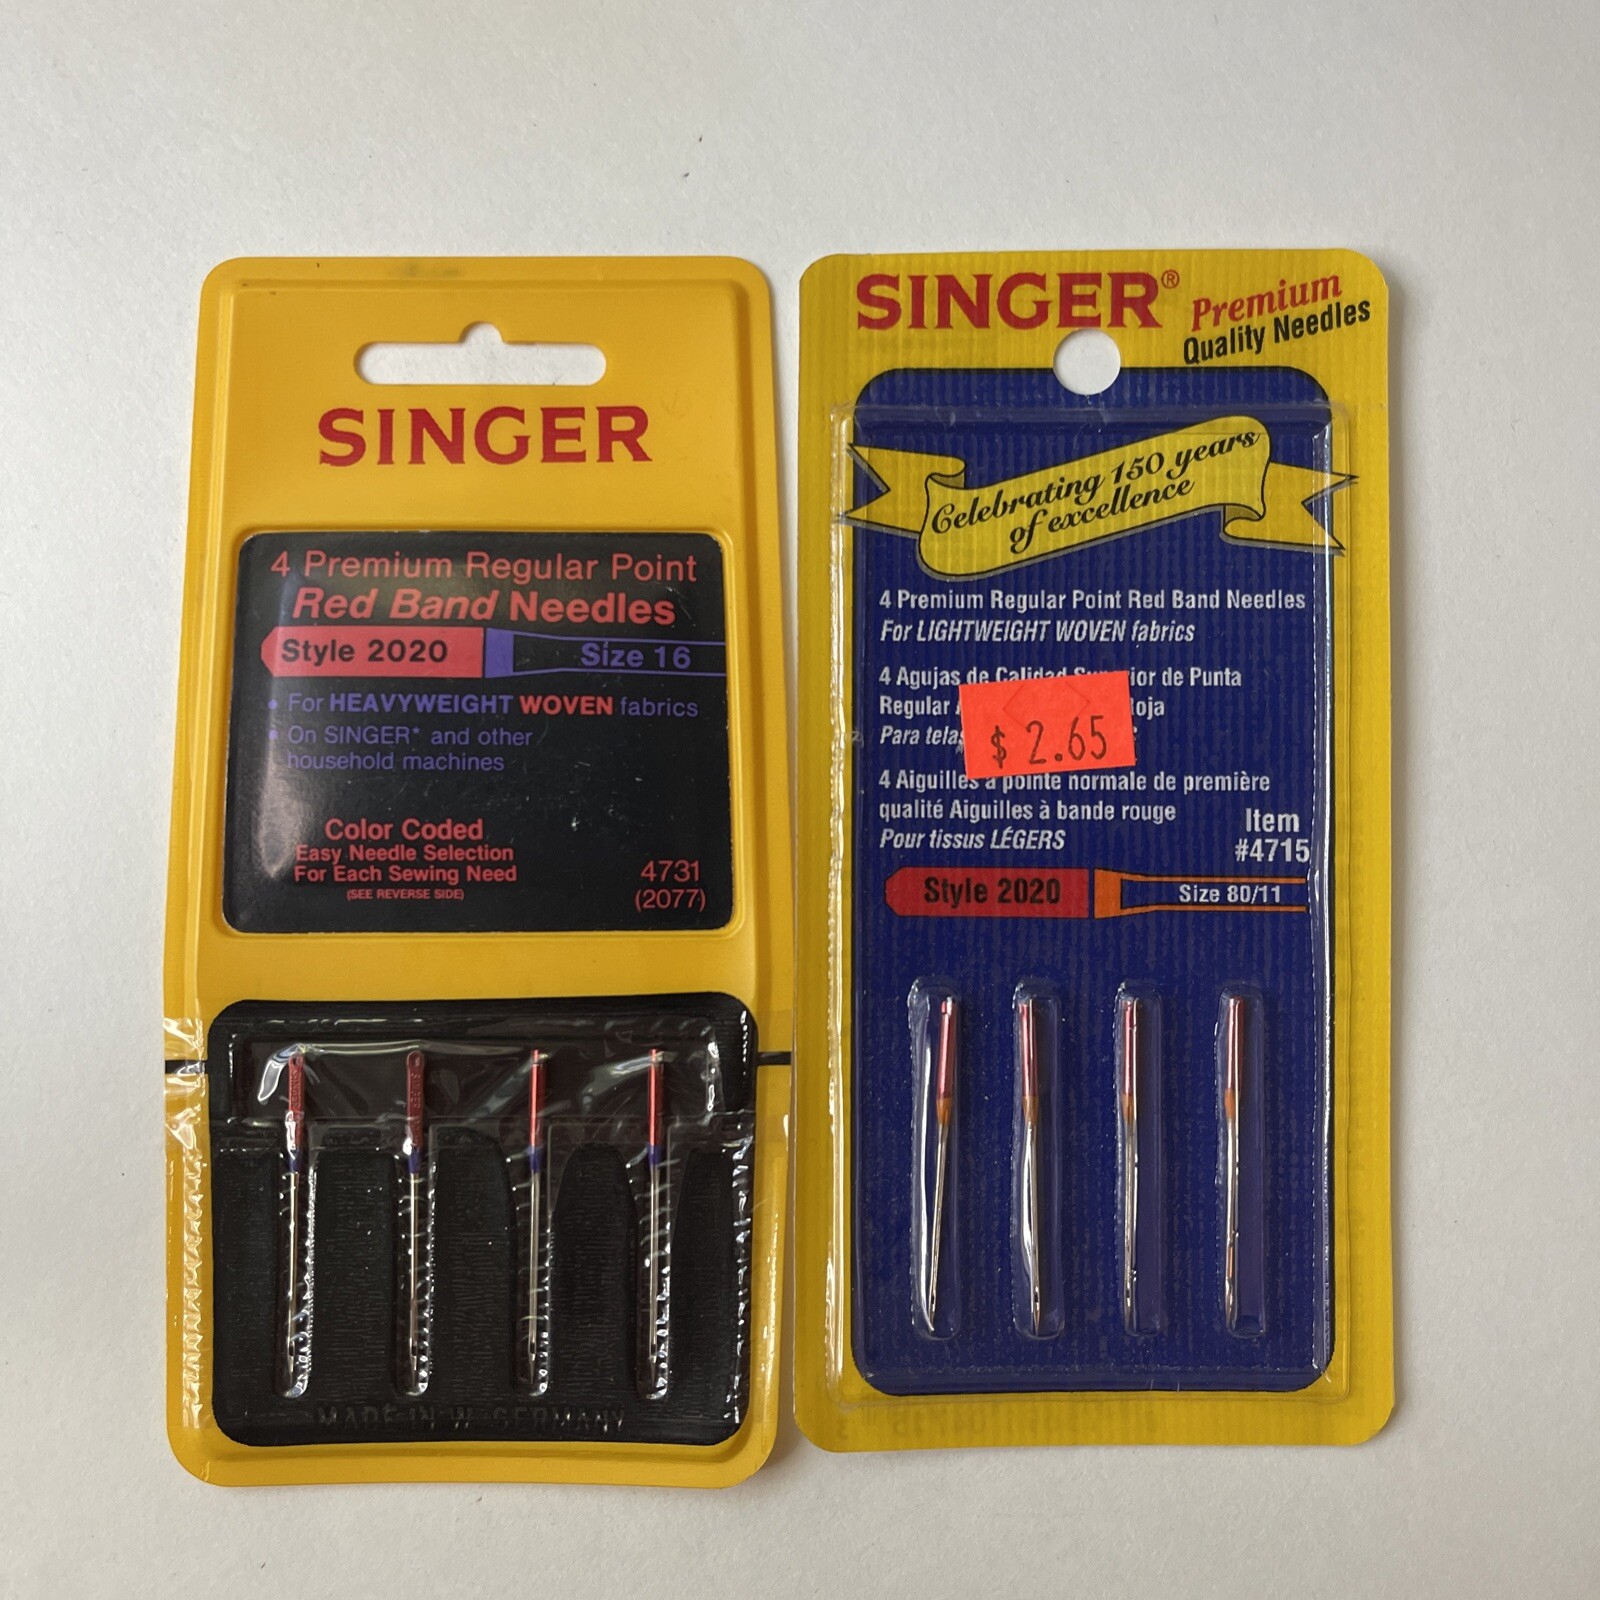 SINGER
4 Premium Regular Point
Red Band Needles
Style 2020 Size 16
• For HEAVYWEIGHT WOVEN fabrics
• On SINGER* and other
household machines
Color Coded
Easy Needle Selection
For Each Sewing Need
(SEE REVERSE SIDE)
4731
(2077)
MADE IN W. GERMANY
SINGER®
Premium
Quality Needles
Celebrating 150 years
of excellence
4 Premium Regular Point Red Band Needles
For LIGHTWEIGHT WOVEN fabrics
4 Agujas de Calidad de Punta
Regular
Para telas
$ 2.65
4 Aiguilles à pointe normale de première
qualité Aiguilles à bande rouge
Pour tissus LÉGERS
Item
#4715
Style 2020 Size 80/11